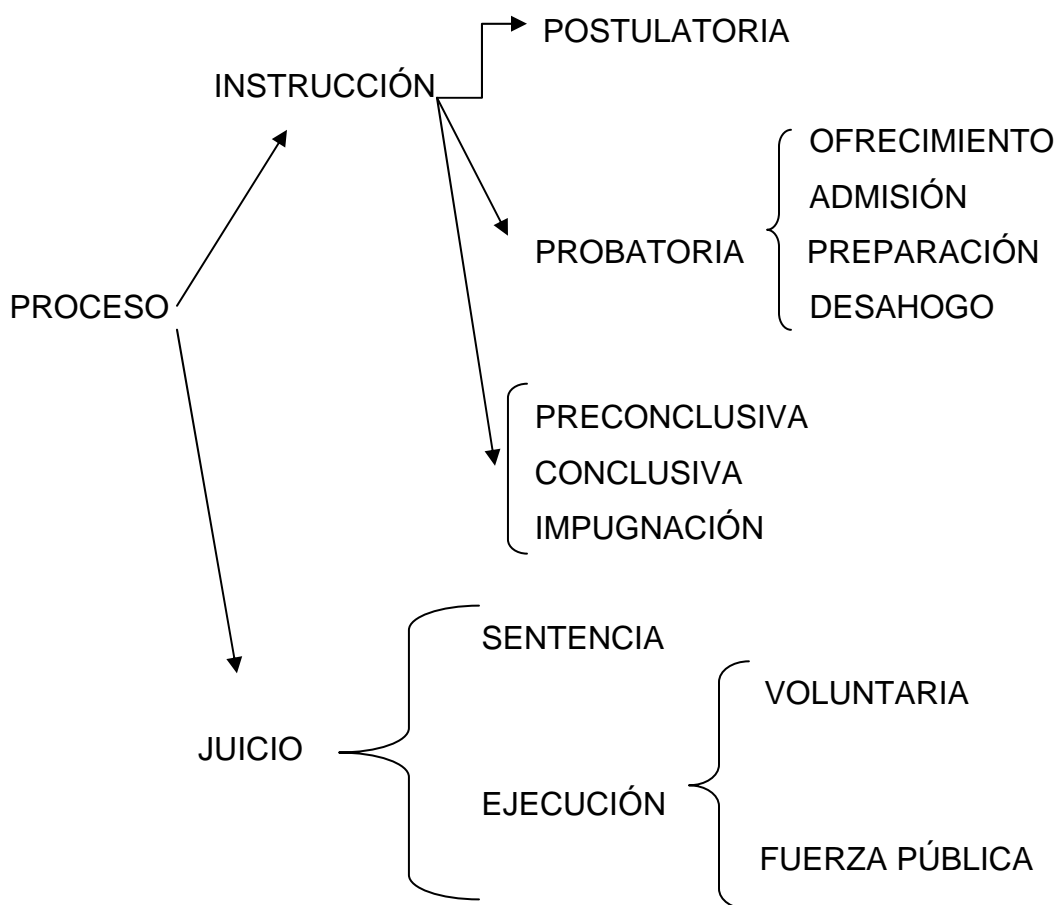 POSTULATORIA
INSTRUCCIÓN
OFRECIMIENTO
ADMISIÓN
PROBATORIA
PREPARACIÓN
PROCESO
DESAHOGO
PRECONCLUSIVA
CONCLUSIVA
IMPUGNACIÓN
SENTENCIA
VOLUNTARIA
JUICIO
EJECUCIÓN
FUERZA PÚBLICA